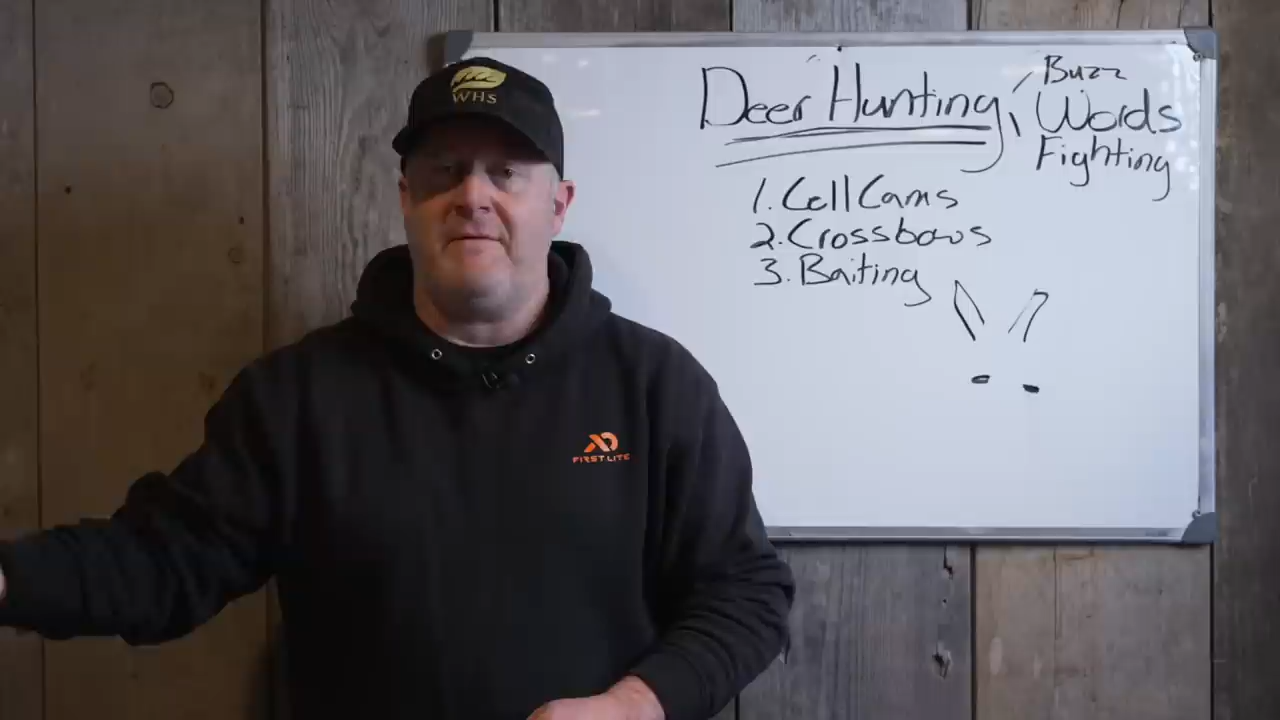 WHS
FIRST LITE
Deer Hunting
Buzz
Words
Fighting
1. Cell Cams
2. Crossbows
3. Baiting